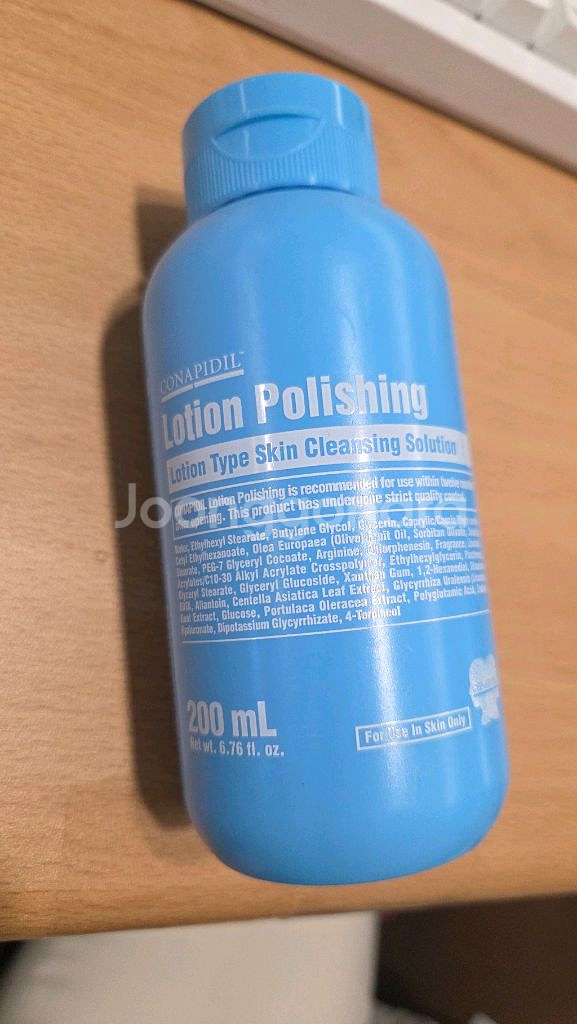 CONAPIDIL™
Lotion Polishing
Lotion Type Skin Cleansing Solution
CONAPIDIL Lotion Polishing is recommended for use within twelve
after opening. This product has undergone strict quality control.
Water, Ethylhexyl Stearate, Butylene Glycol, Glycerin, Caprylic/Capric
Cetyl Ethylhexanoate, Olea Europaea (Olive) Fruit Oil, Sorbitan Olivate,
Stearate, PEG-7 Glyceryl Cocoate, Arginine, Chlorphenesin, Fragrance,
Acrylates/C10-30 Alkyl Acrylate Crosspolymer, Ethylhexylglycerin,
Glyceryl Stearate, Glyceryl Glucoside, Xanthan Gum, 1,2-Hexanediol,
EDTA, Allantoin, Centella Asiatica Leaf Extract, Glycyrrhiza Uralensis (Licorice)
Root Extract, Glucose, Portulaca Oleracea Extract, Polyglutamic Acid,
Hyaluronate, Dipotassium Glycyrrhizate, 4-Terpineol
200 mL
Net wt. 6.76 fl. oz.
For Use In Skin Only